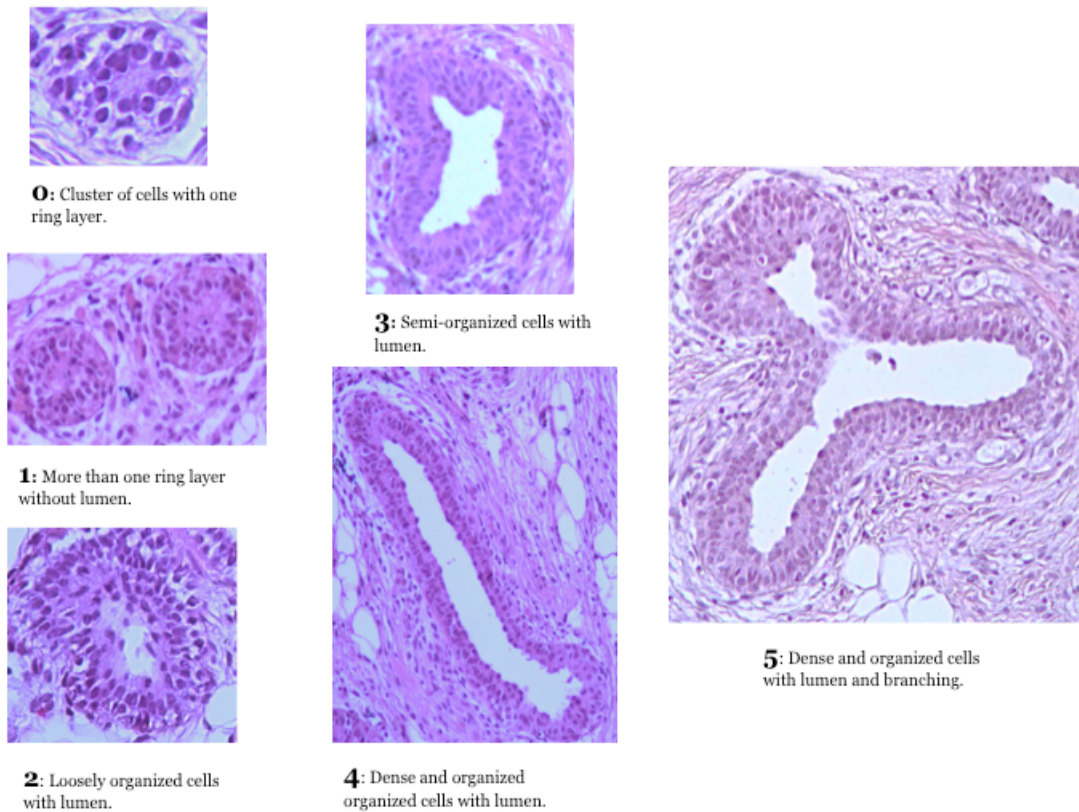 0: Cluster of cells with one
ring layer.
1: More than one ring layer
without lumen.
2: Loosely organized cells
with lumen.
3: Semi-organized cells with
lumen.
4: Dense and organized
organized cells with lumen.
5: Dense and organized cells
with lumen and branching.